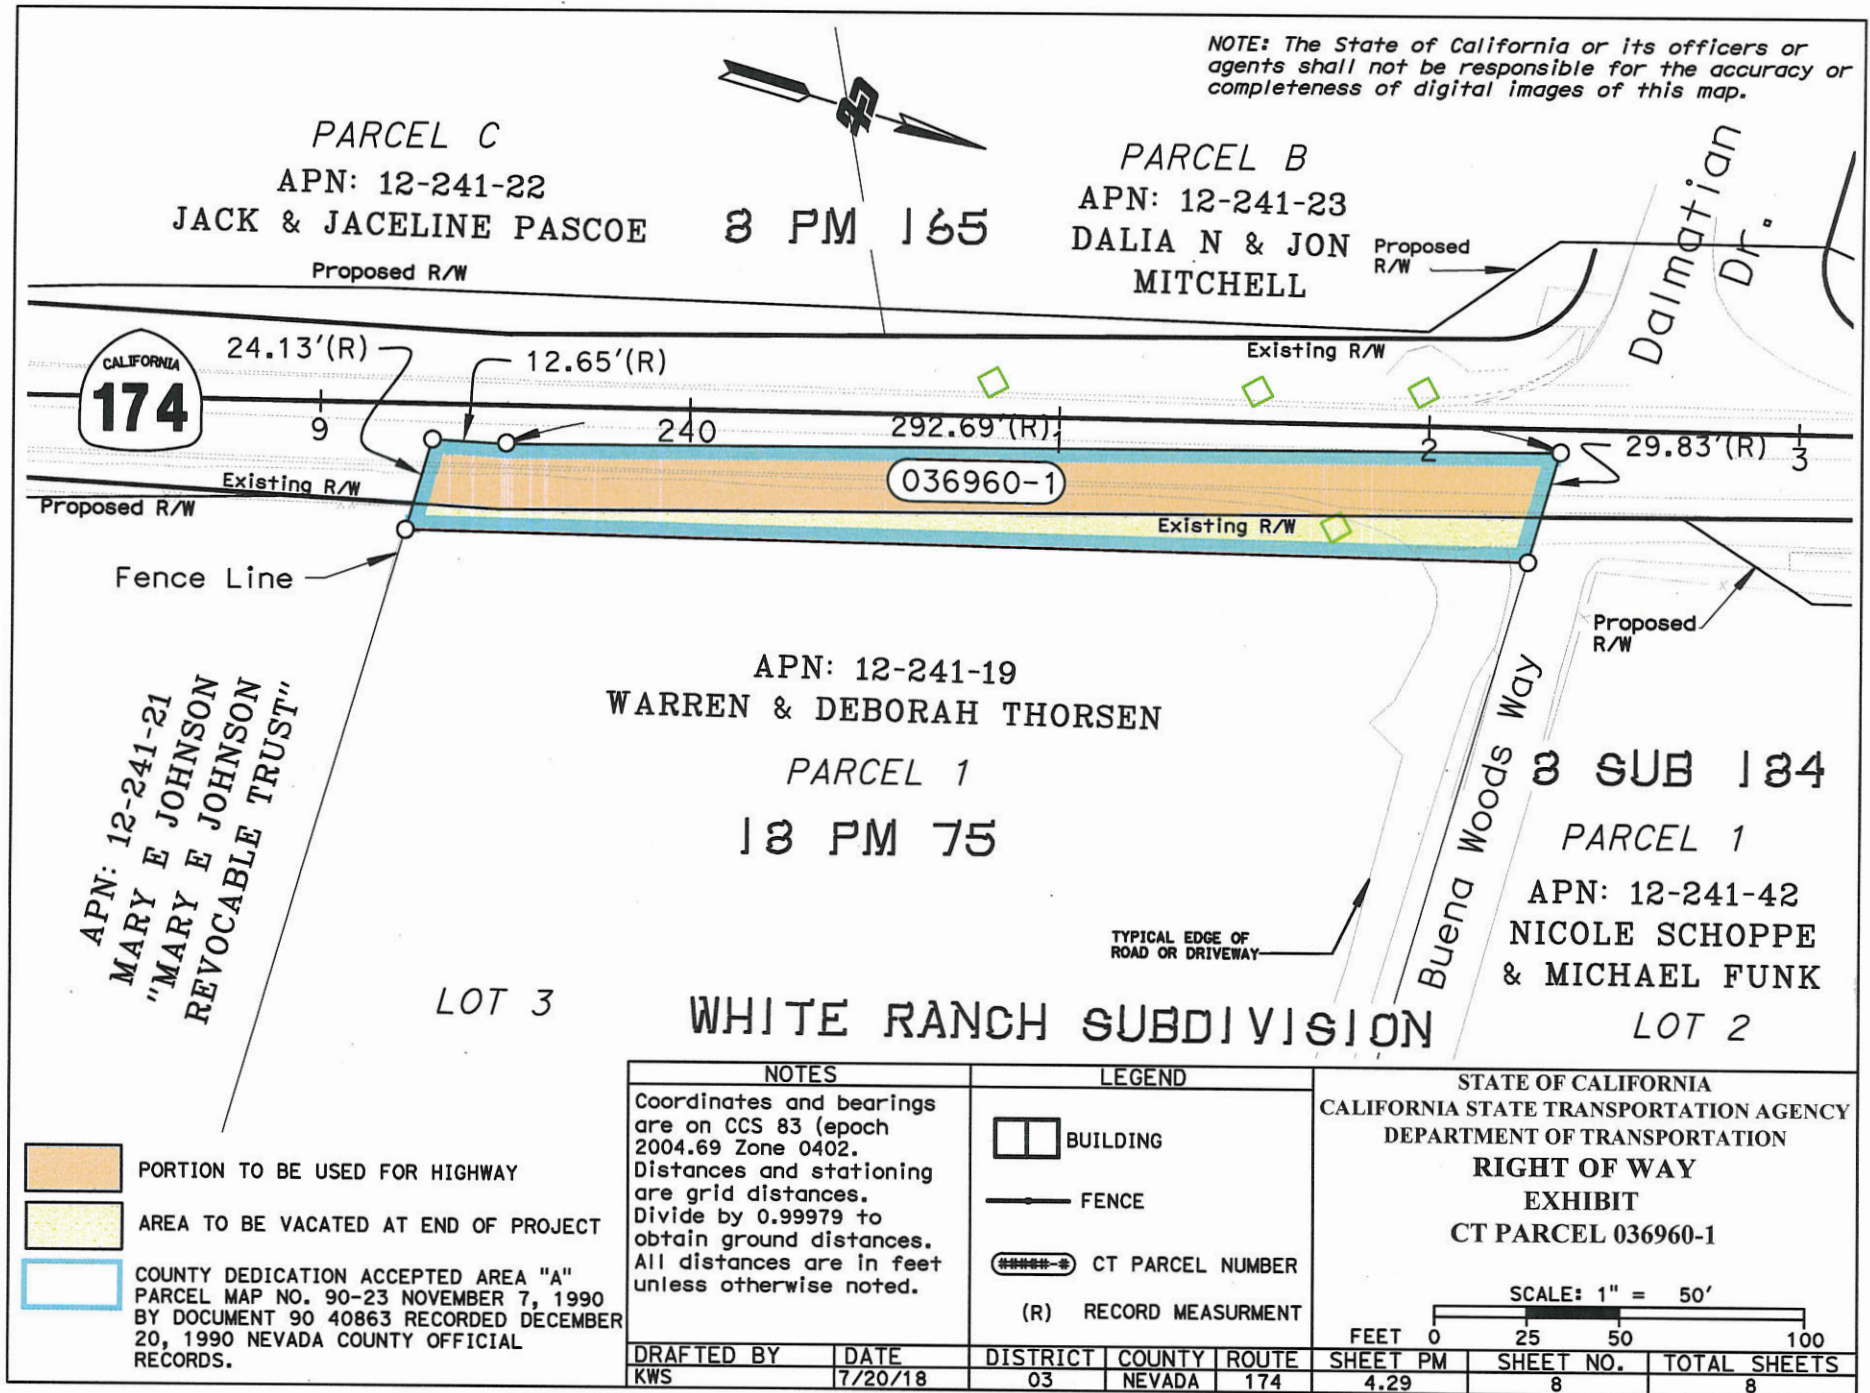 NOTE: The State of California or its officers or
agents shall not be responsible for the accuracy or
completeness of digital images of this map.
PARCEL C
APN: 12-241-22
JACK & JACELINE PASCOE
8 PM 165
PARCEL B
APN: 12-241-23
DALIA N & JON
MITCHELL
Proposed
R/W
Dalmatian
Dr.
Proposed R/W
24.13'(R)
12.65'(R)
Existing R/W
CALIFORNIA
174
9
240
292.69'(R)
1
2
29.83'(R)
3
036960-1
Existing R/W
Proposed R/W
Existing R/W
Fence Line
Proposed
R/W
APN: 12-241-21
MARY E JOHNSON
"MARY E JOHNSON
REVOCABLE TRUST"
APN: 12-241-19
WARREN & DEBORAH THORSEN
PARCEL 1
18 PM 75
Buena Woods Way
8 SUB 184
PARCEL 1
APN: 12-241-42
NICOLE SCHOPPE
& MICHAEL FUNK
LOT 2
TYPICAL EDGE OF
ROAD OR DRIVEWAY
LOT 3
WHITE RANCH SUBDIVISION
PORTION TO BE USED FOR HIGHWAY
AREA TO BE VACATED AT END OF PROJECT
COUNTY DEDICATION ACCEPTED AREA "A"
PARCEL MAP NO. 90-23 NOVEMBER 7, 1990
BY DOCUMENT 90 40863 RECORDED DECEMBER
20, 1990 NEVADA COUNTY OFFICIAL
RECORDS.
NOTES
Coordinates and bearings
are on CCS 83 (epoch
2004.69 Zone 0402.
Distances and stationing
are grid distances.
Divide by 0.99979 to
obtain ground distances.
All distances are in feet
unless otherwise noted.
LEGEND
BUILDING
FENCE
#####-# CT PARCEL NUMBER
(R) RECORD MEASURMENT
STATE OF CALIFORNIA
CALIFORNIA STATE TRANSPORTATION AGENCY
DEPARTMENT OF TRANSPORTATION
RIGHT OF WAY
EXHIBIT
CT PARCEL 036960-1
SCALE: 1" = 50'
FEET 0 25 50 100
DRAFTED BY DATE DISTRICT COUNTY ROUTE SHEET PM SHEET NO. TOTAL SHEETS
KWS 7/20/18 03 NEVADA 174 4.29 8 8